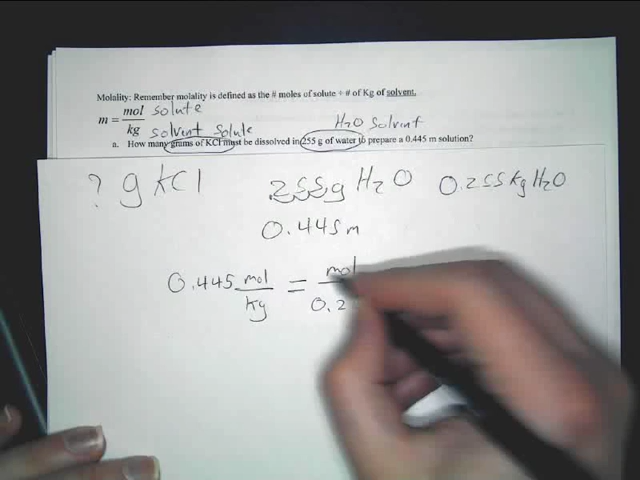 Molality: Remember molality is defined as the # moles of solute ÷ # of Kg of solvent.
m = mol/kg solute
solvent solute H₂O Solvent
a. How many grams of KCl must be dissolved in 255 g of water to prepare a 0.445 m solution?
? g KCl 255g H₂O 0.255 Kg H₂O
0.445 m
0.445 mol/Kg = mol/0.2